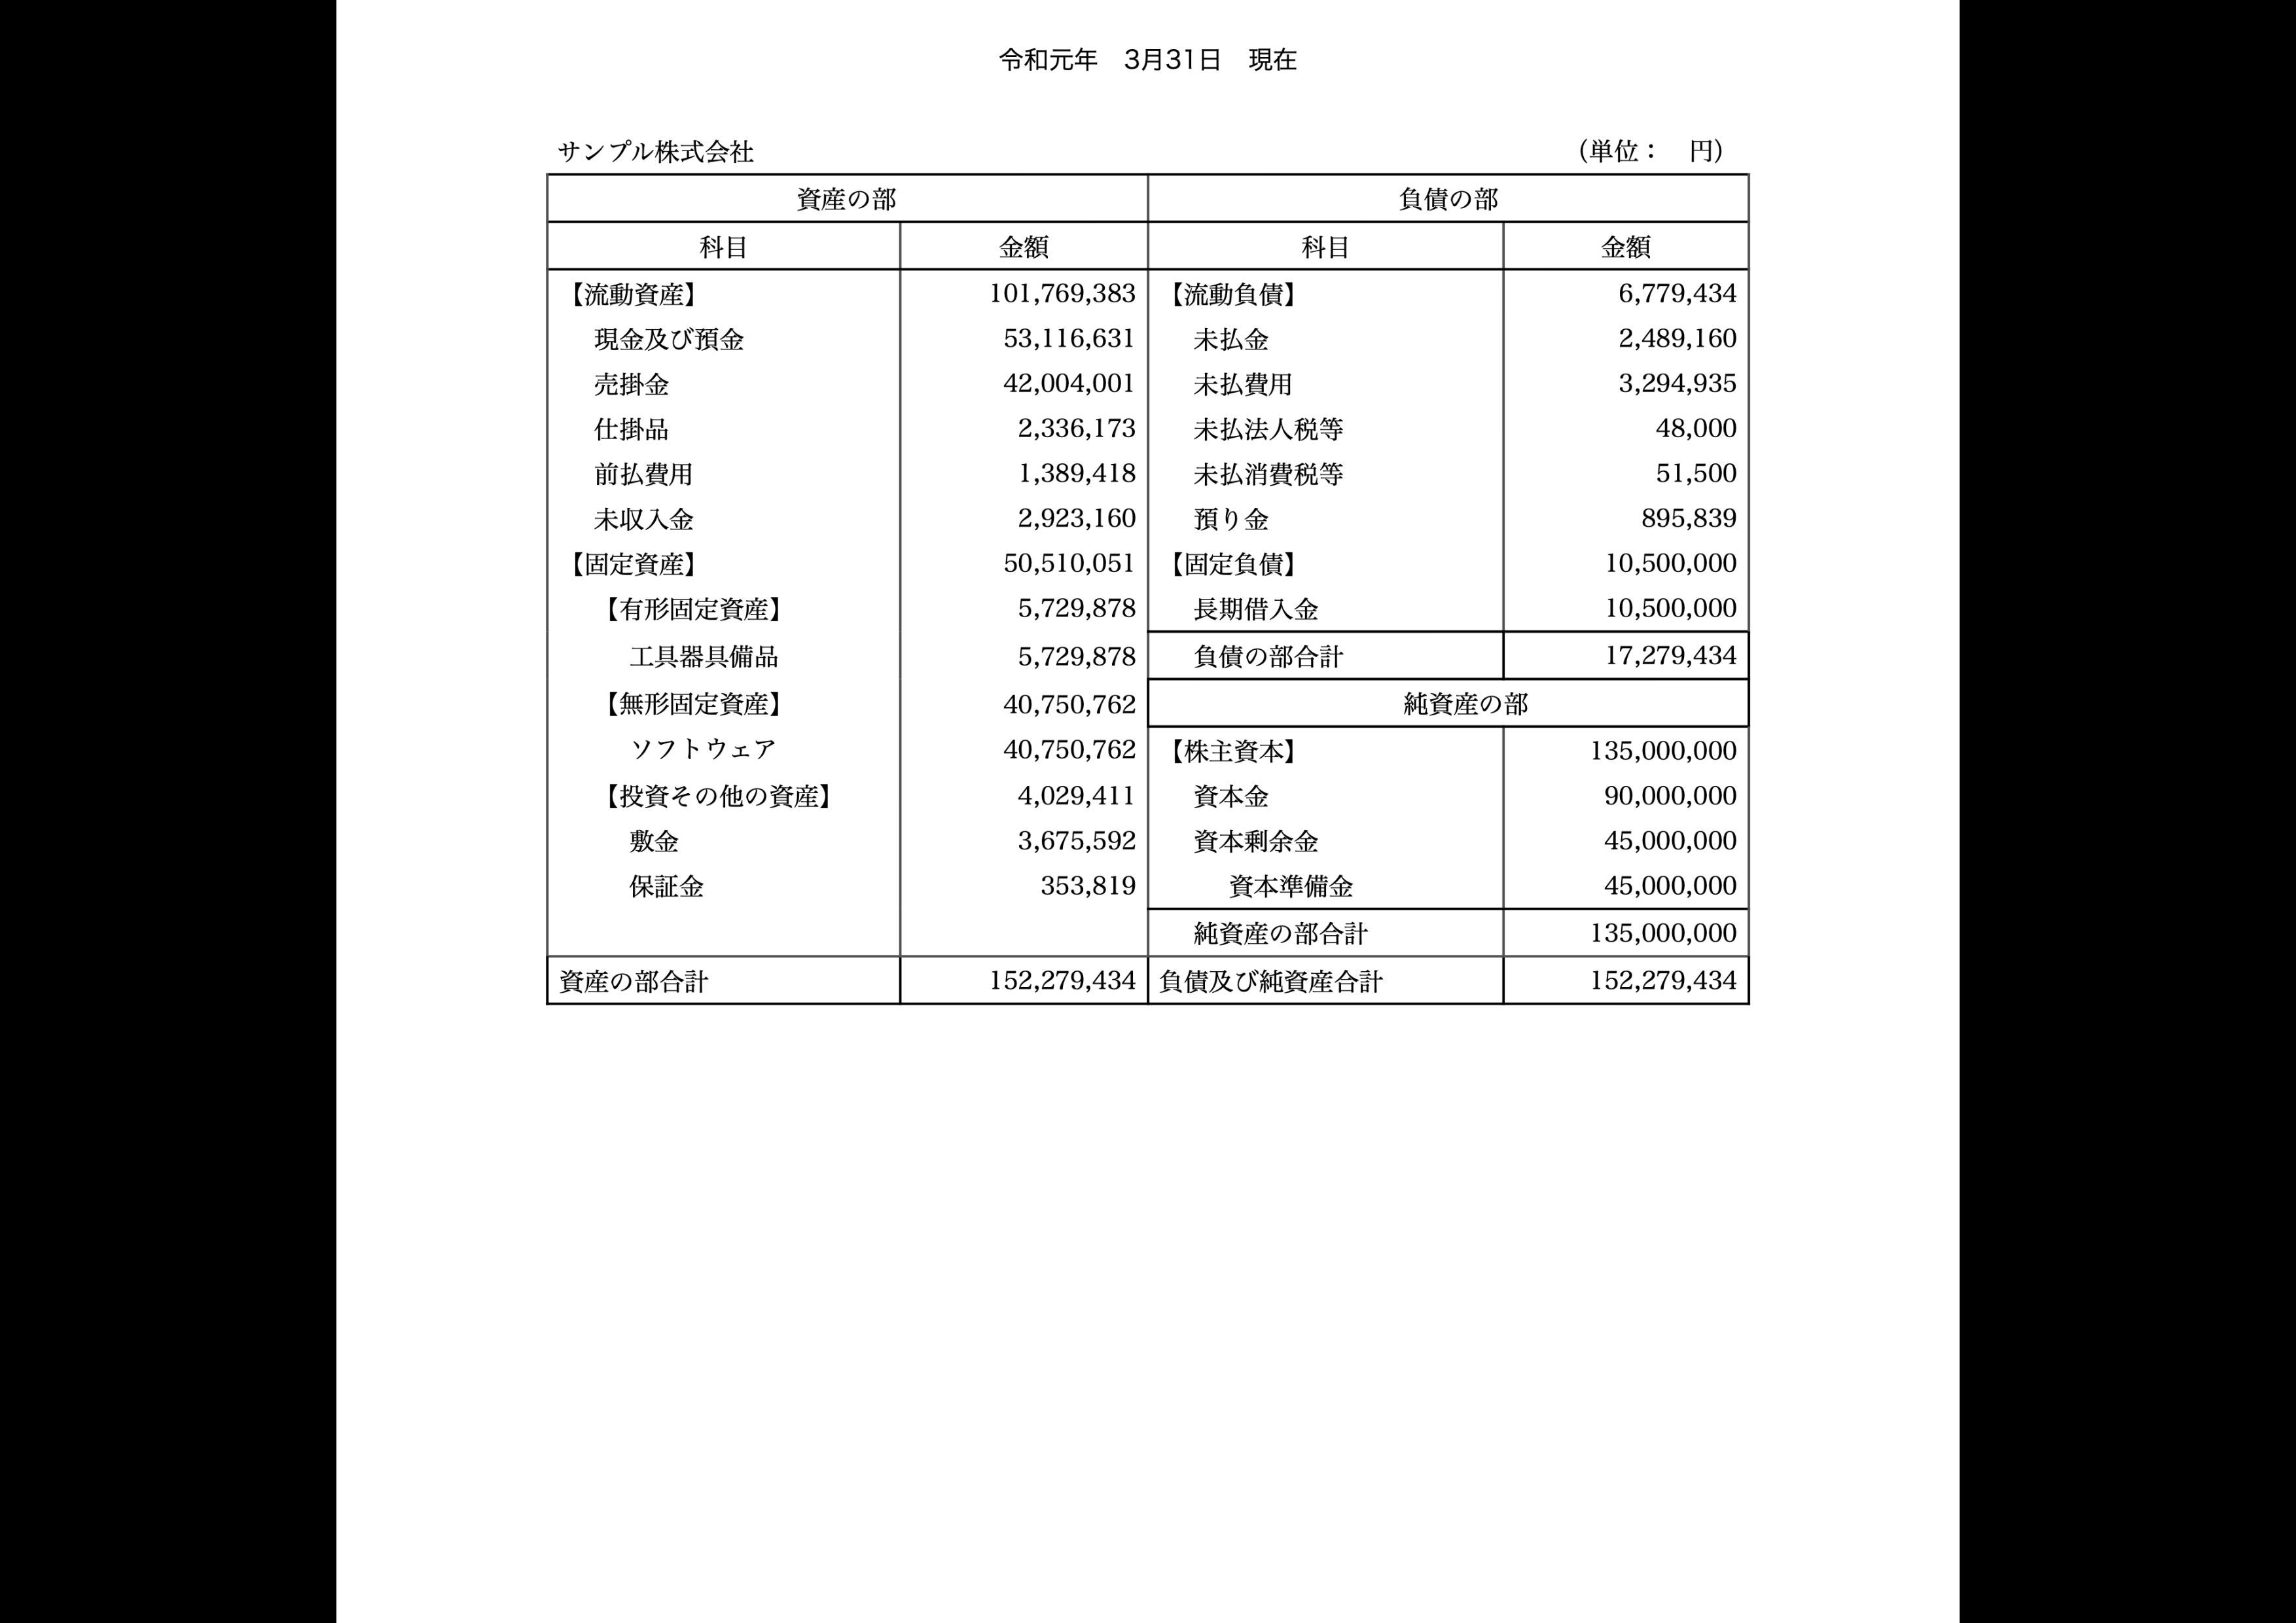 令和元年　3月31日　現在
サンプル株式会社　（単位：　円）
資産の部　負債の部
科目　金額　科目　金額
【流動資産】　101,769,383　【流動負債】　6,779,434
現金及び預金　53,116,631　未払金　2,489,160
売掛金　42,004,001　未払費用　3,294,935
仕掛品　2,336,173　未払法人税等　48,000
前払費用　1,389,418　未払消費税等　51,500
未収入金　2,923,160　預り金　895,839
【固定資産】　50,510,051　【固定負債】　10,500,000
【有形固定資産】　5,729,878　長期借入金　10,500,000
工具器具備品　5,729,878　負債の部合計　17,279,434
【無形固定資産】　40,750,762　純資産の部
ソフトウェア　40,750,762　【株主資本】　135,000,000
【投資その他の資産】　4,029,411　資本金　90,000,000
敷金　3,675,592　資本剰余金　45,000,000
保証金　353,819　資本準備金　45,000,000
純資産の部合計　135,000,000
資産の部合計　152,279,434　負債及び純資産合計　152,279,434